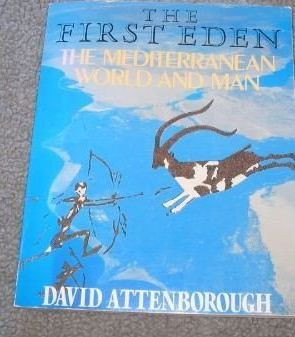 THE
FIRST EDEN
THE MEDITERRANEAN
WORLD AND MAN
DAVID ATTENBOROUGH